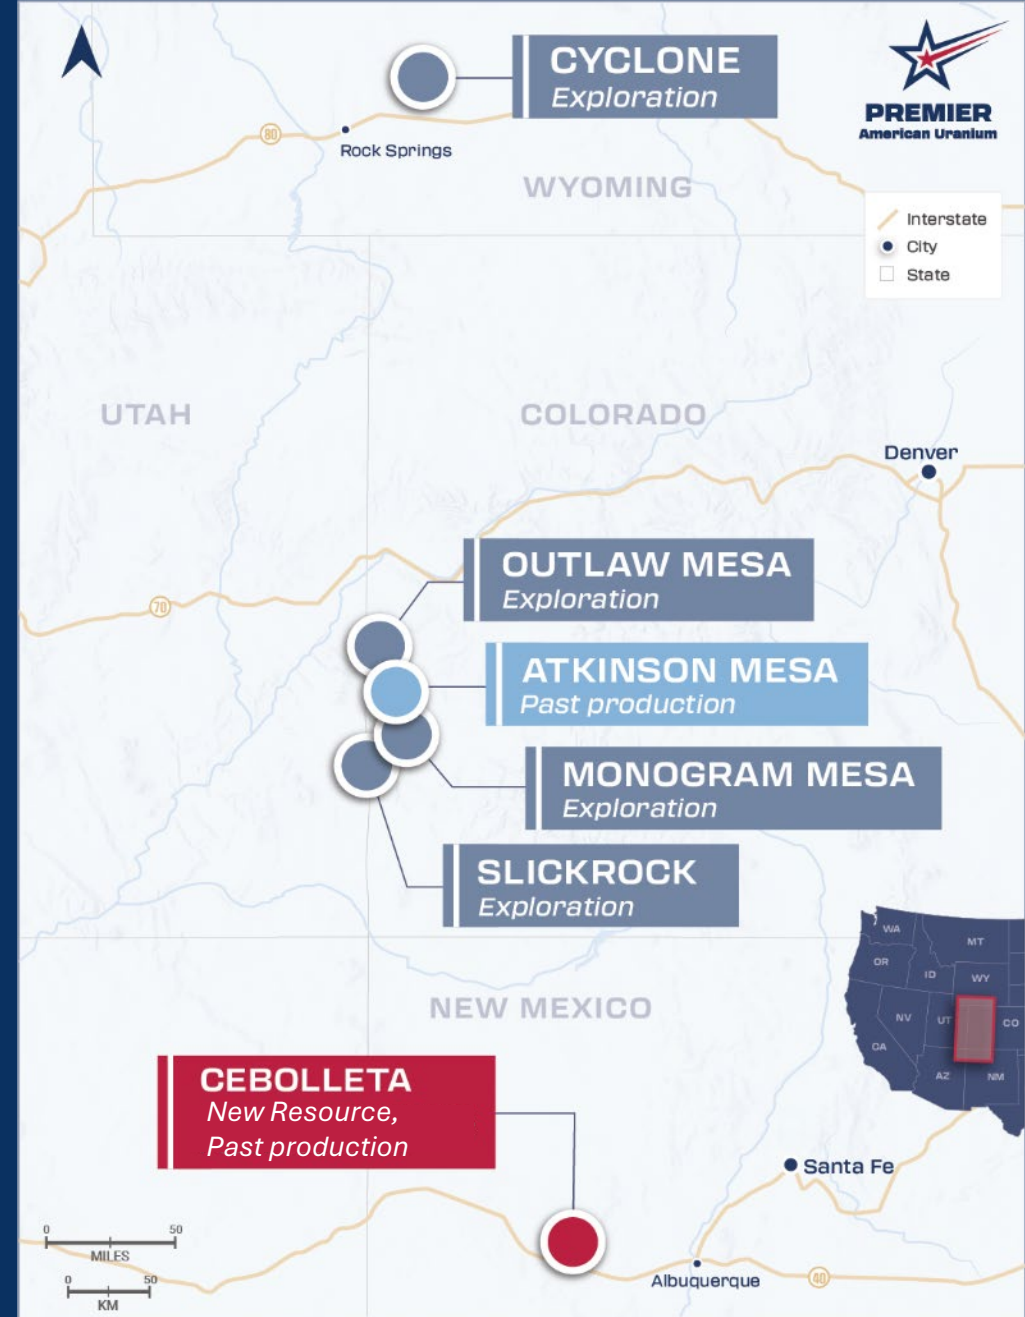 CYCLONE
Exploration
PREMIER
American Uranium
80
Rock Springs
WYOMING
Interstate
City
State
UTAH
COLORADO
Denver
OUTLAW MESA
Exploration
70
ATKINSON MESA
Past production
MONOGRAM MESA
Exploration
SLICKROCK
Exploration
WA
MT
OR
ID
WY
NV
UT
CO
CA
AZ
NM
NEW MEXICO
CEBOLLETA
New Resource,
Past production
Santa Fe
0 50
MILES
0 50
KM
Albuquerque
40